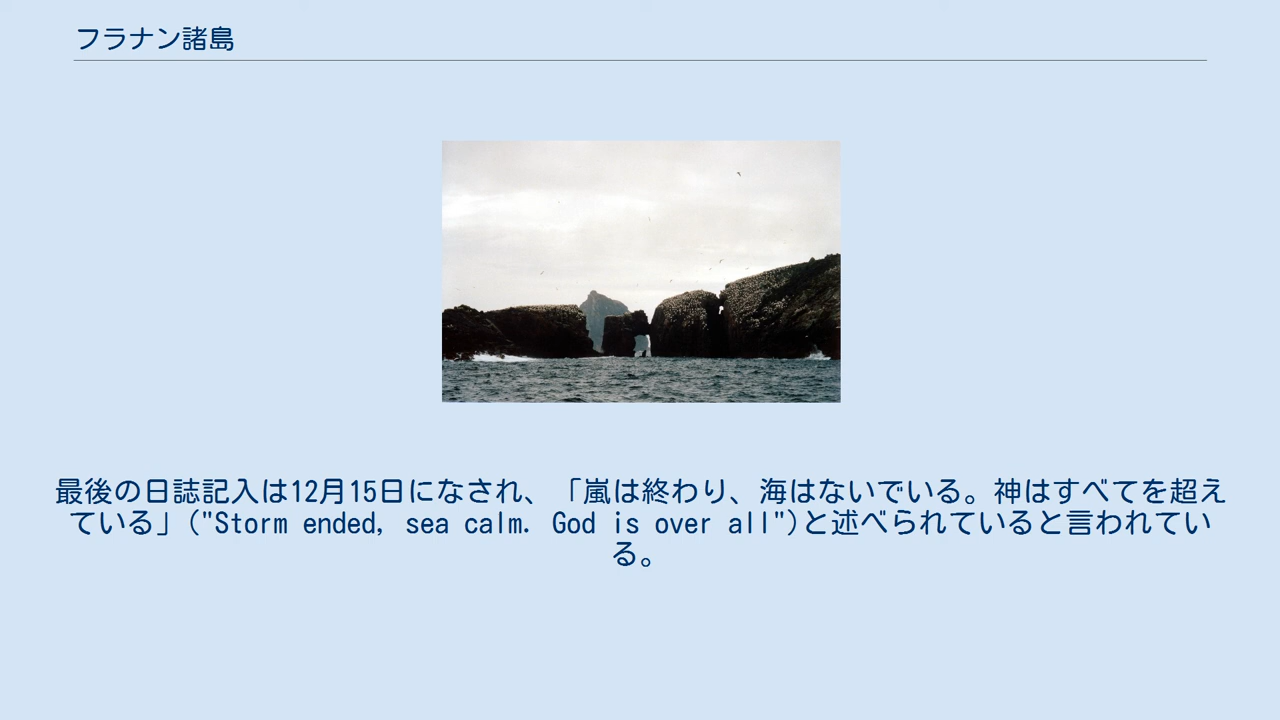 フラナン諸島
最後の日誌記入は12月15日になされ、「嵐は終わり、海はないでいる。神はすべてを超え
ている」("Storm ended, sea calm. God is over all")と述べられていると言われてい
る。